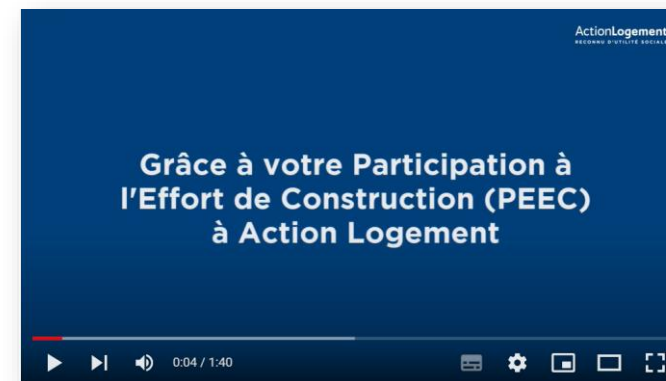 ActionLogement
RECONNU D'UTILITÉ SOCIALE
Grâce à votre Participation à
l'Effort de Construction (PEEC)
à Action Logement
0:04 / 1:40